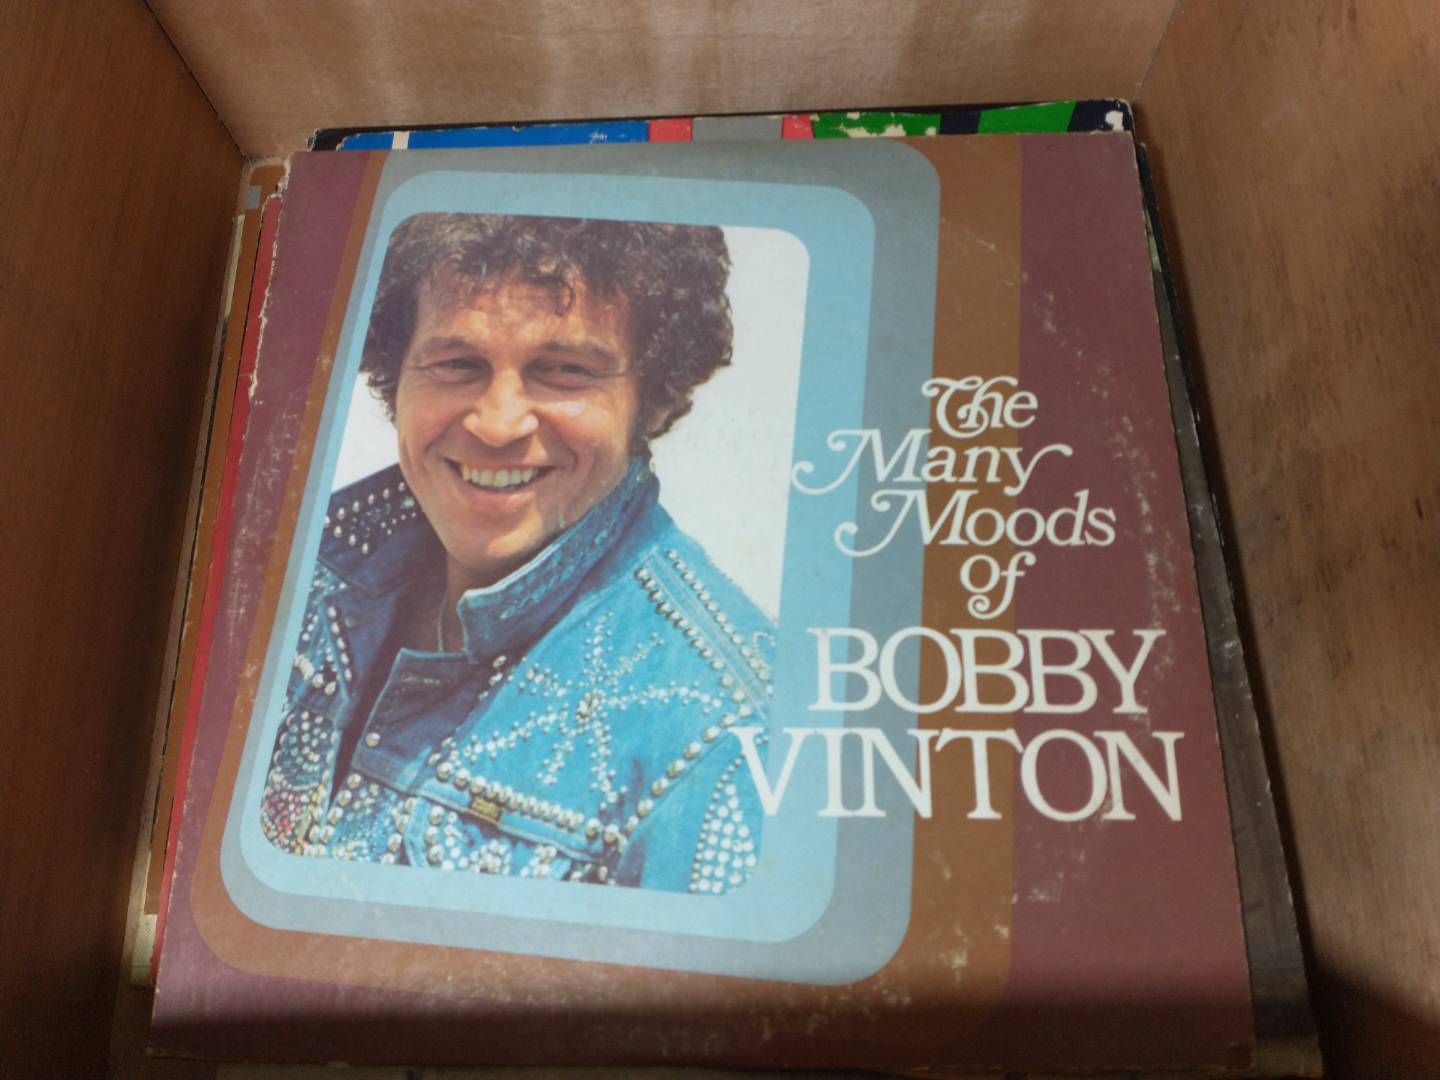 The
Many
Moods
of
BOBBY
VINTON